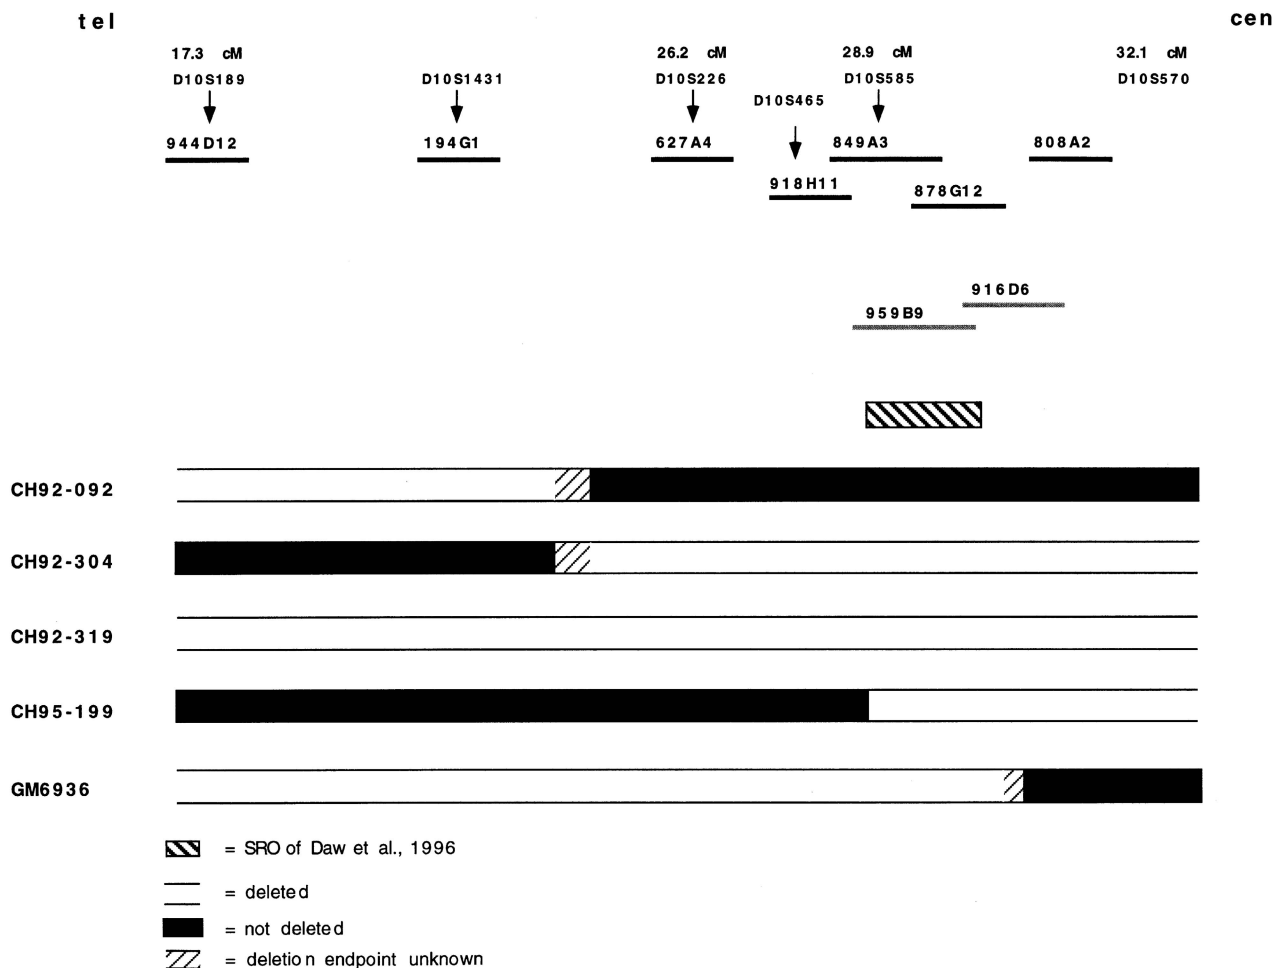 tel cen
17.3 cM 26.2 cM 28.9 cM 32.1 cM
D10S189 D10S1431 D10S226 D10S585 D10S570
D10S465
944D12 194G1 627A4 849A3 808A2
918H11 878G12
916D6
959B9
CH92-092
CH92-304
CH92-319
CH95-199
GM6936
= SRO of Daw et al., 1996
= deleted
= not deleted
= deletion endpoint unknown